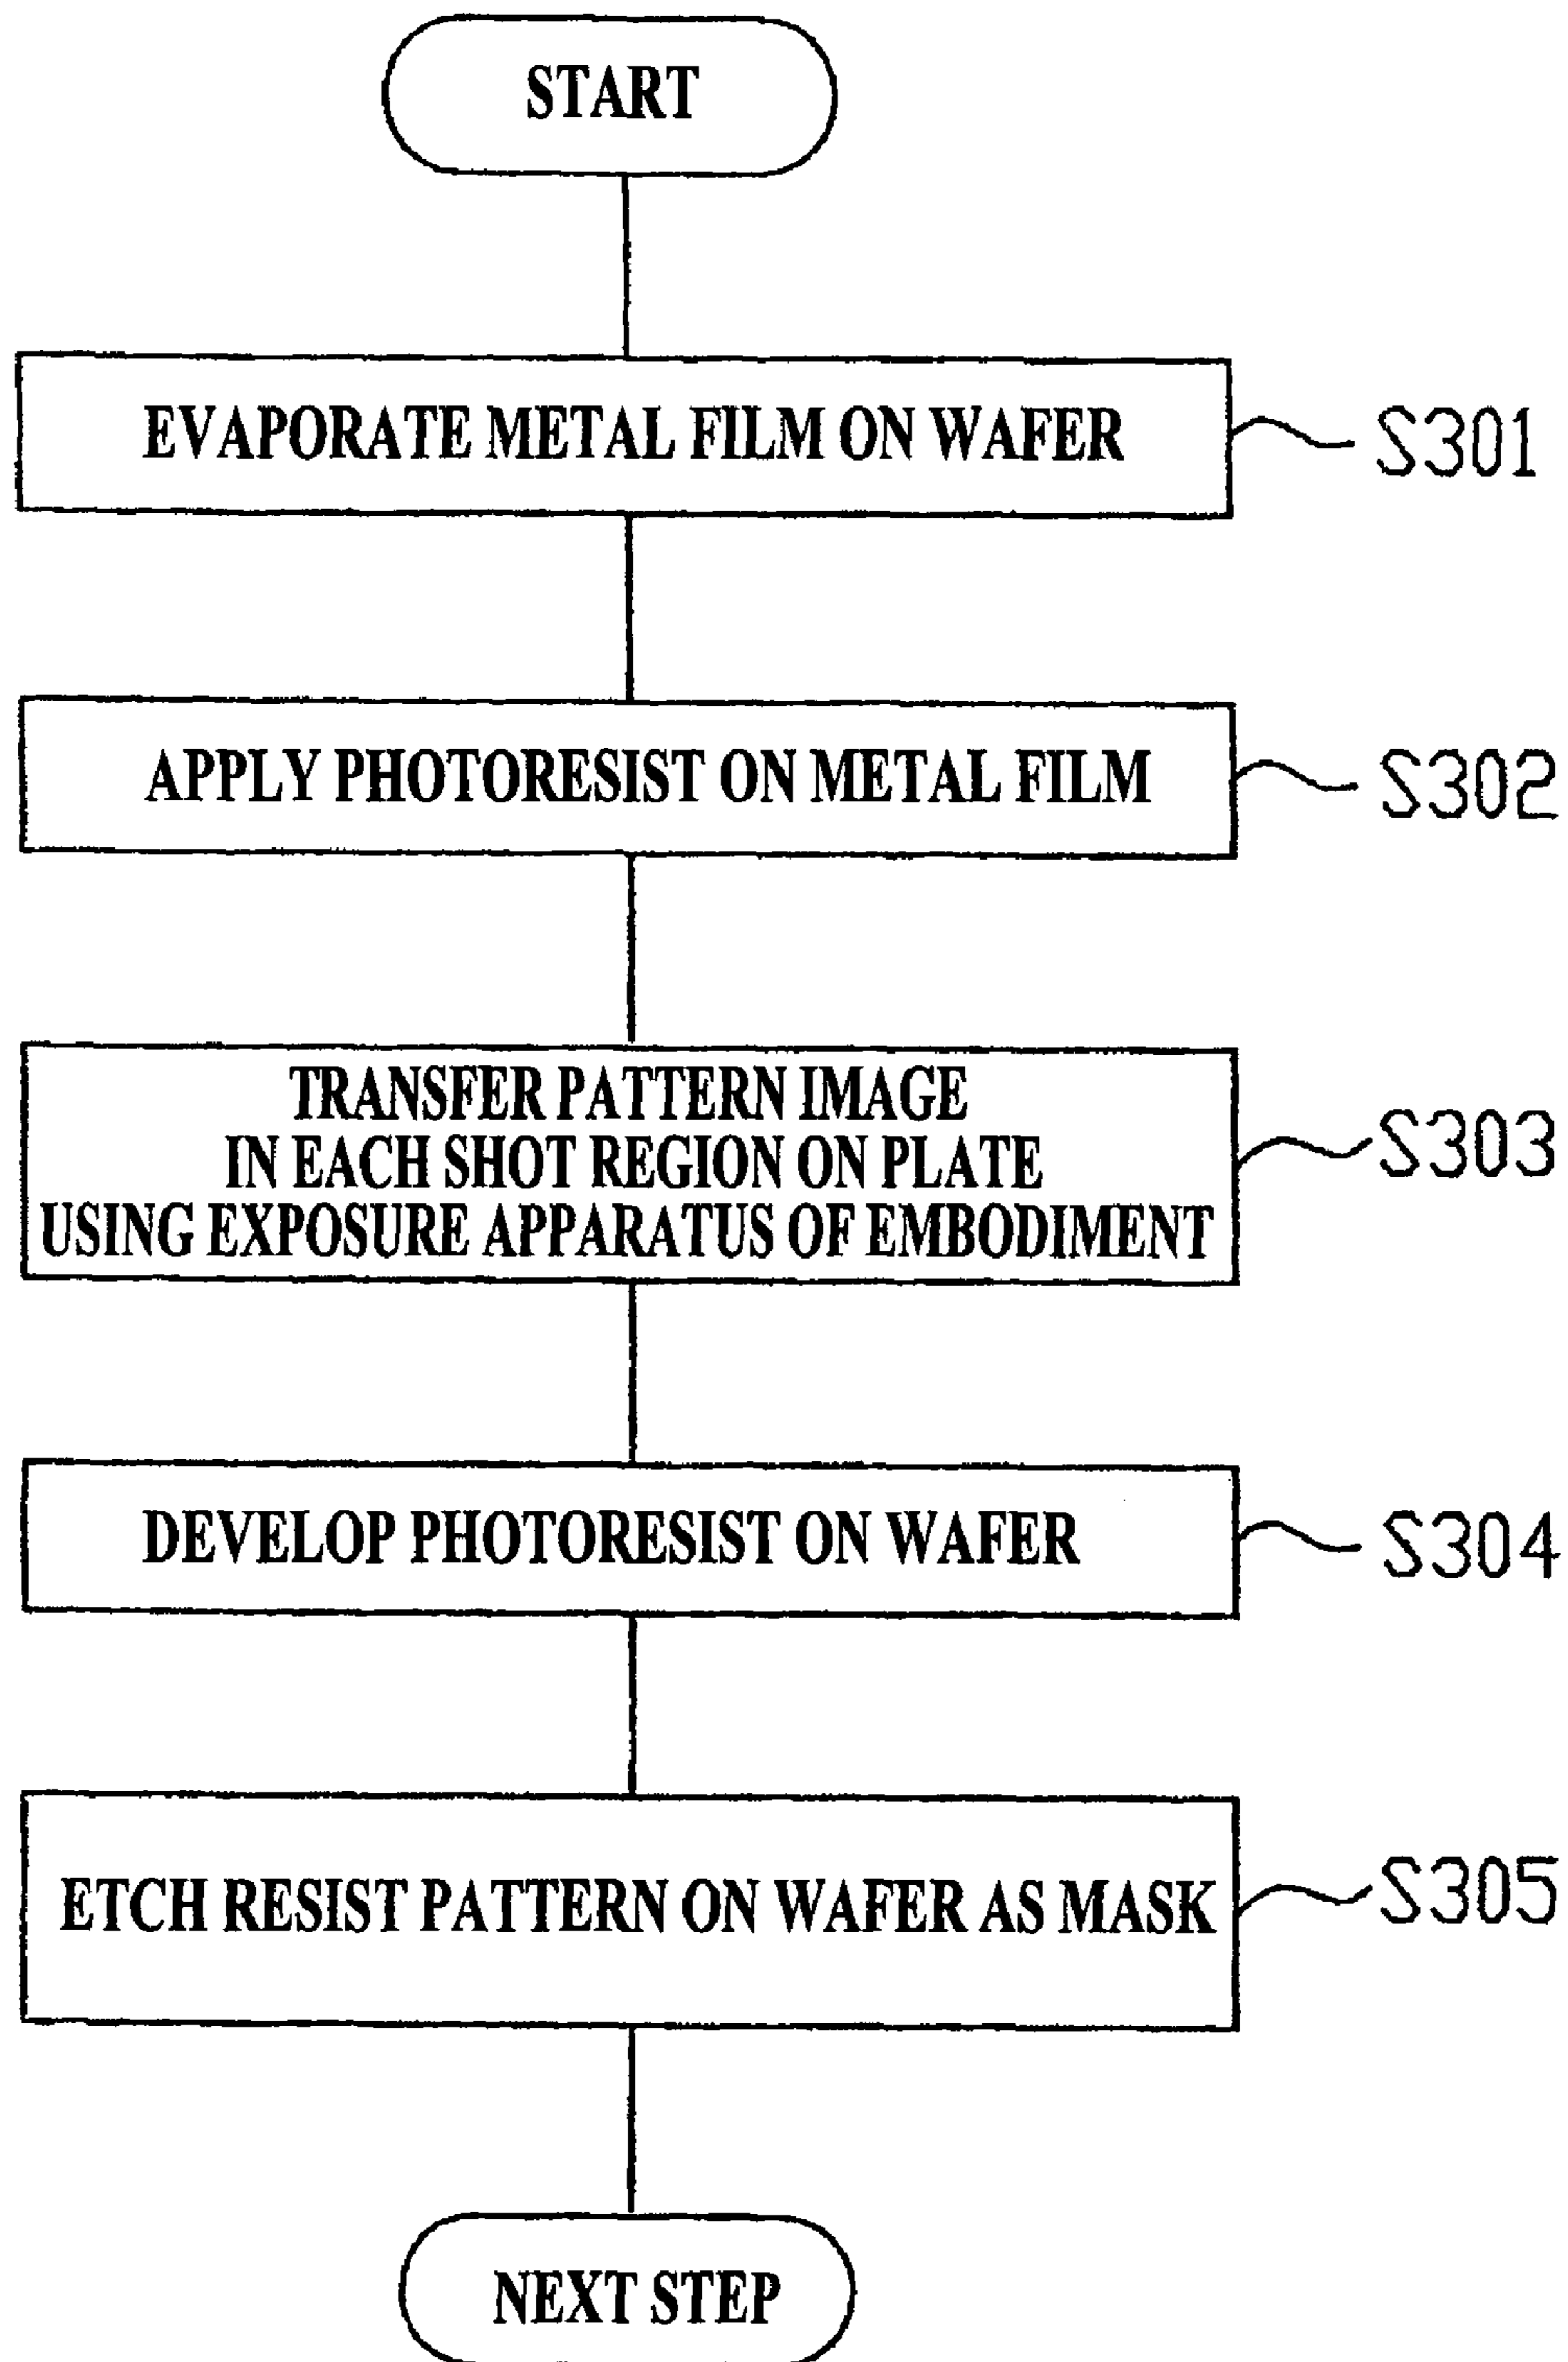 START
EVAPORATE METAL FILM ON WAFER
S301
APPLY PHOTORESIST ON METAL FILM
S302
TRANSFER PATTERN IMAGE
IN EACH SHOT REGION ON PLATE
USING EXPOSURE APPARATUS OF EMBODIMENT
S303
DEVELOP PHOTORESIST ON WAFER
S304
ETCH RESIST PATTERN ON WAFER AS MASK
S305
NEXT STEP